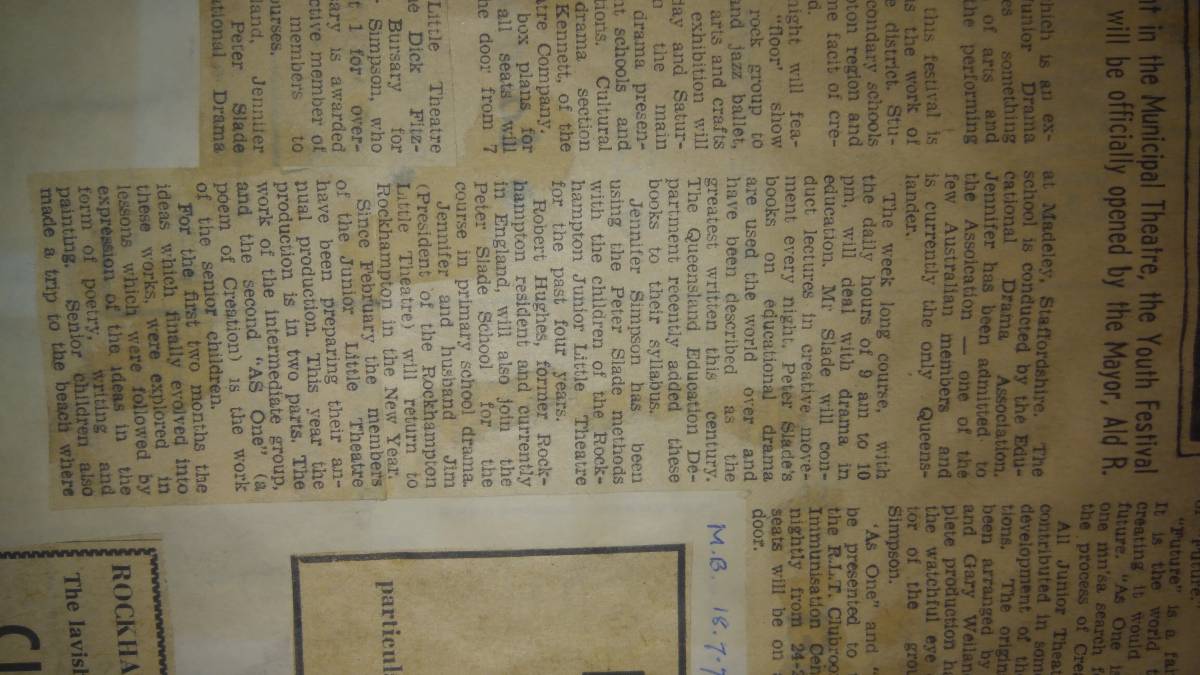 nt in the Municipal Theatre, the Youth Festival
will be officially opened by the Mayor, Ald R.
which is an ex-
Junior Drama
es something
of arts and
the performing
this festival is
s the work of
e district. Stu-
condary schools
pton region and
me facit of cre-
d.
night will fea-
"floor" show
rock group to
and jazz ballet,
arts and crafts
exhibition will
day and Satur-
n the main
drama presen-
nt schools and
tions. Cultural
drama section
Kennett, of the
tre Company.
box plans for
all seats will
he door from 7
Little Theatre
e Dick Fitz-
Bursary for
Simpson, who
t 1 for over-
ary is awarded
ctive member of
members to
ourses.
land, Jennifer
Peter Slade
ational Drama
at Madeley, Staffordshire. The
school is conducted by the Edu-
cational Drama Association.
Jennifer has been admitted to
the Assoication — one of the
few Australian members and
is currently the only Queens-
lander.
The week long course, with
the daily hours of 9 am to 10
pm, will deal with drama in
education. Mr Slade will con-
duct lectures in creative move-
ment every night. Peter Slade's
books on educational drama
are used the world over and
have been described as the
greatest written this century.
The Queensland Education De-
partment recently added these
books to their syllabus.
Jennifer Simpson has been
using the Peter Slade methods
with the children of the Rock-
hampton Junior Little Theatre
for the past four years.
Robert Hughes, former Rock-
hampton resident and currently
in England, will also join the
Peter Slade School for the
course in primary school drama.
Jennifer and husband Jim
(President of the Rockhampton
Little Theatre) will return to
Rockhampton in the New Year.
Since February the members
of the Junior Little Theatre
have been preparing their an-
nual production. This year the
production is in two parts. The
work of the intermediate group,
and the second "AS One" (a
poem of Creation) is the work
of the senior children.
For the first two months the
ideas which finally evolved into
these works, were explored in
lessons which were followed by
expression of the ideas in the
form of poetry, writing and
painting. Senior children also
made a trip to the beach where
"Future" is a fa
It is the world t
creating it would
future. "As One is
one mn'sa search f
the process of Cre
All Junior Theat
contributed in som
development of th
tions. The origin
been arranged by
and Gary Wellan
plete production ha
the watchful eye
tor of the grou
Simpson.
'As One" and "
be presented to
the R.L.T. Clubroo
Immunisation Cen
nightly from 24-2
seats will be on
door.
M.B. 18.7.7
particul
ROCKHA
The lavis